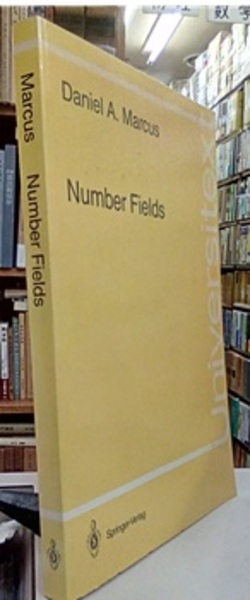 Daniel A. Marcus
Number Fields
Universitext
Springer-Verlag
Marcus Number Fields